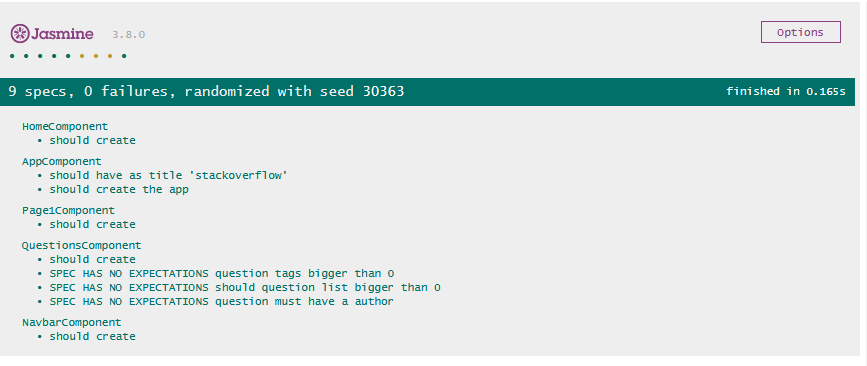 Jasmine 3.8.0 Options
• • • • • • • • •
9 specs, 0 failures, randomized with seed 30363 finished in 0.165s
HomeComponent
• should create
AppComponent
• should have as title 'stackoverflow'
• should create the app
Page1Component
• should create
QuestionsComponent
• should create
• SPEC HAS NO EXPECTATIONS question tags bigger than 0
• SPEC HAS NO EXPECTATIONS should question list bigger than 0
• SPEC HAS NO EXPECTATIONS question must have a author
NavbarComponent
• should create